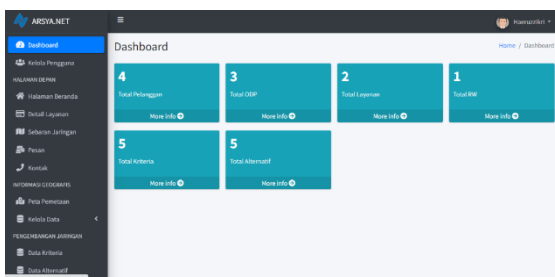 ARSYA.NET
Haeruzzikri
Dashboard
Kelola Pengguna
HALAMAN DEPAN
Halaman Beranda
Detail Layanan
Sebaran Jaringan
Pesan
Kontak
INFORMASI GEOGRAFIS
Peta Pemetaan
Kelola Data
PENGEMBANGAN JARINGAN
Data Kriteria
Data Alternatif
Dashboard
Home / Dashboard
4
Total Pelanggan
More info
3
Total ODP
More info
2
Total Layanan
More info
1
Total RW
More info
5
Total Kriteria
More info
5
Total Alternatif
More info